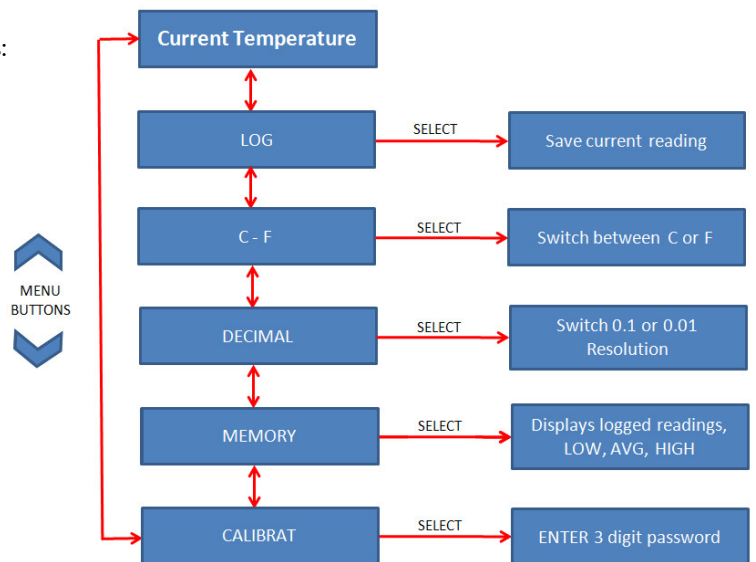 :
Current Temperature
LOG
SELECT
Save current reading
C - F
SELECT
Switch between C or F
MENU
BUTTONS
DECIMAL
SELECT
Switch 0.1 or 0.01
Resolution
MEMORY
SELECT
Displays logged readings,
LOW, AVG, HIGH
CALIBRAT
SELECT
ENTER 3 digit password